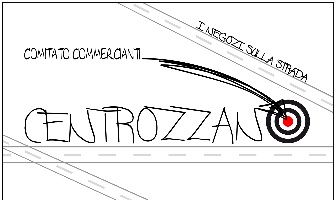 I NEGOZI SULLA STRADA
COMITATO COMMERCIANTI
CENTROZZANO